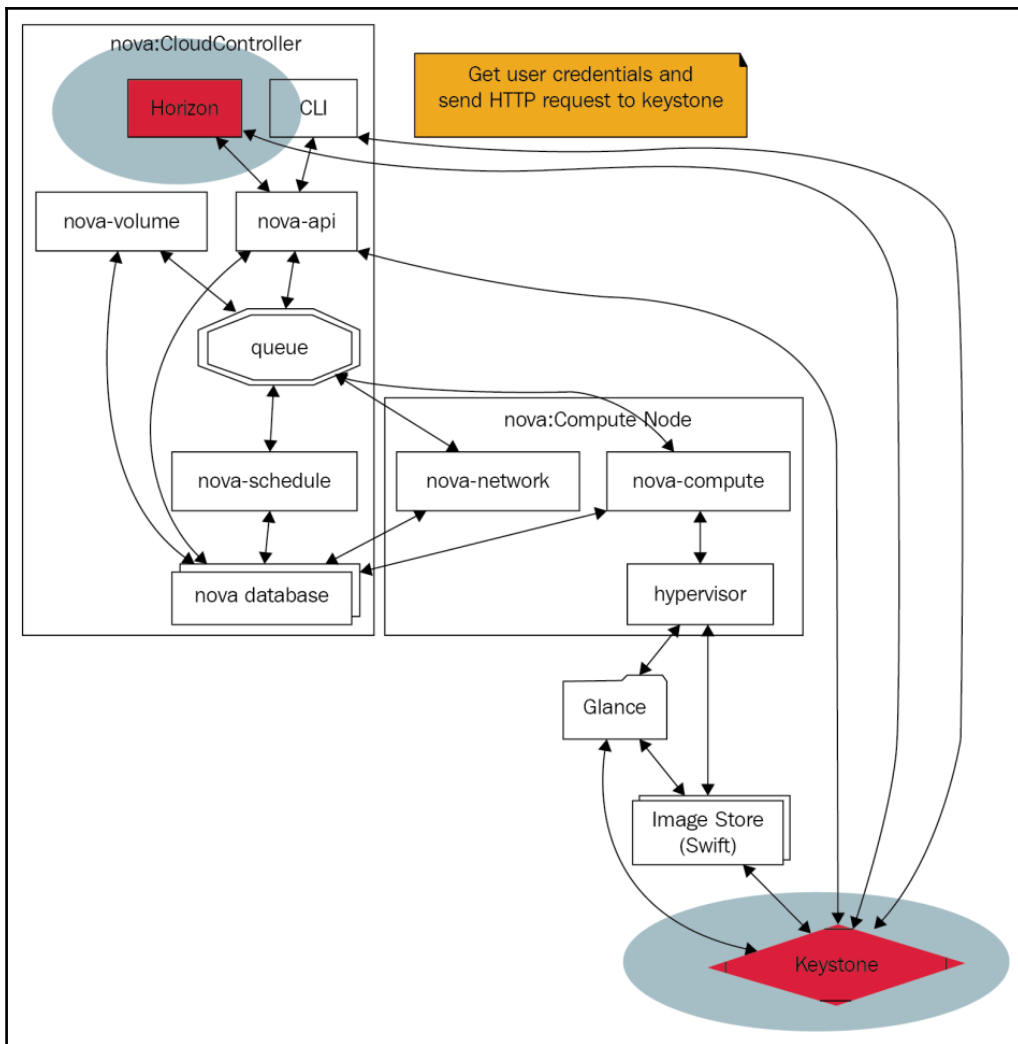 nova:CloudController
Horizon
CLI
Get user credentials and
send HTTP request to keystone
nova-volume
nova-api
queue
nova:Compute Node
nova-schedule
nova-network
nova-compute
nova database
hypervisor
Glance
Image Store
(Swift)
Keystone